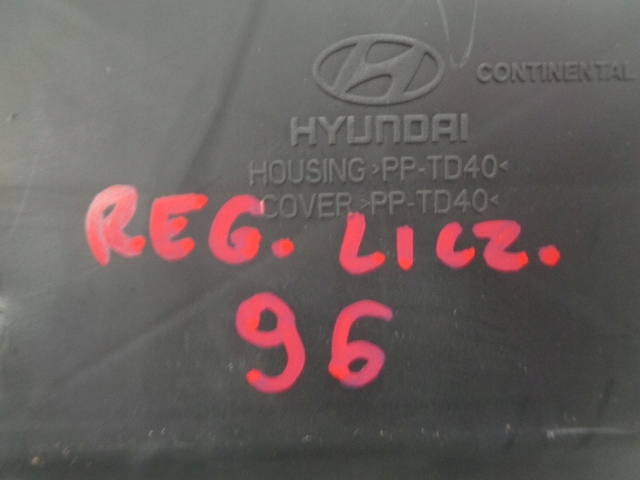 CONTINENTAL
HYUNDAI
HOUSING >PP-TD40<
COVER >PP-TD40<
REG. LICZ.
96